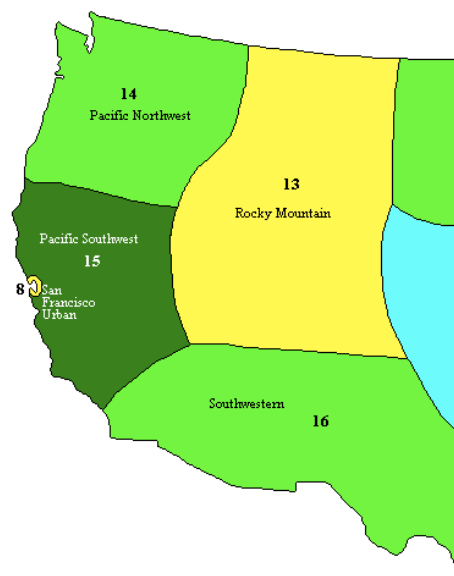 14
Pacific Northwest
13
Rocky Mountain
Pacific Southwest
15
8
San
Francisco
Urban
Southwestern
16